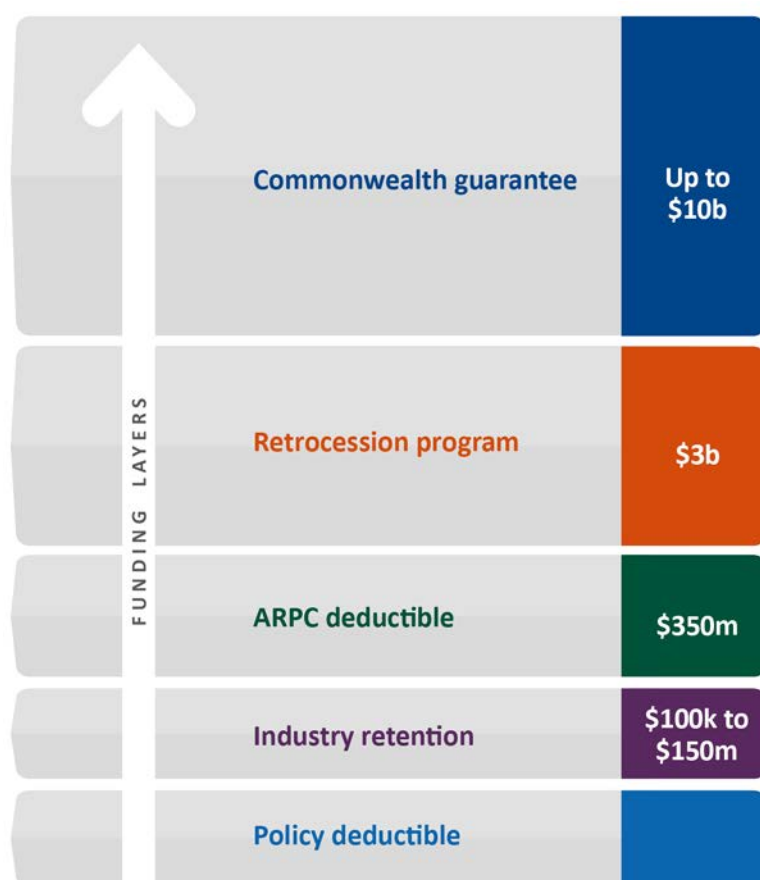 Commonwealth guarantee
Up to
$10b
Retrocession program
$3b
FUNDING LAYERS
ARPC deductible
$350m
Industry retention
$100k to
$150m
Policy deductible